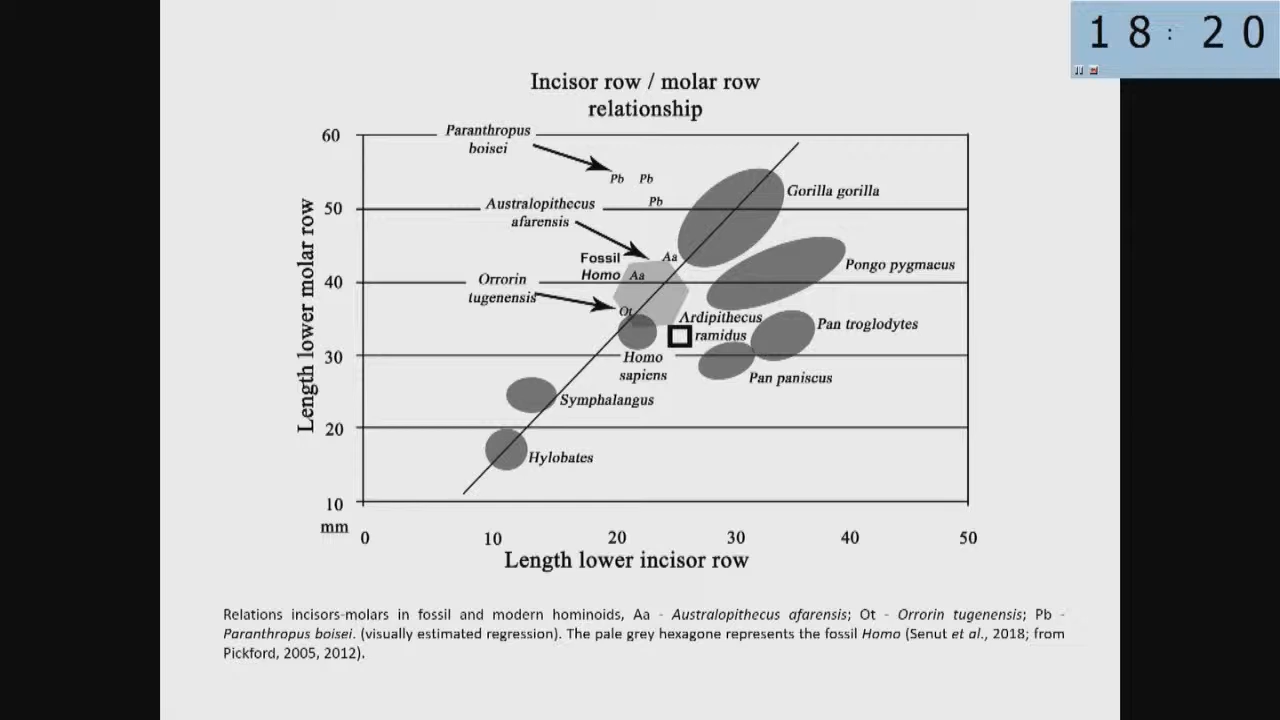 18:20
Incisor row / molar row
relationship
Paranthropus
boisei
Pb Pb
Pb
Australopithecus
afarensis
Aa
Fossil
Homo
Aa
Orrorin
tugenensis
Ot
Gorilla gorilla
Pongo pygmacus
Ardipithecus
ramidus
Pan troglodytes
Pan paniscus
Homo
sapiens
Symphalangus
Hylobates
Length lower molar row
60
50
40
30
20
10
mm
0 10 20 30 40 50
Length lower incisor row
Relations incisors-molars in fossil and modern hominoids, Aa - Australopithecus afarensis; Ot - Orrorin tugenensis; Pb -
Paranthropus boisei. (visually estimated regression). The pale grey hexagone represents the fossil Homo (Senut et al., 2018; from
Pickford, 2005, 2012).